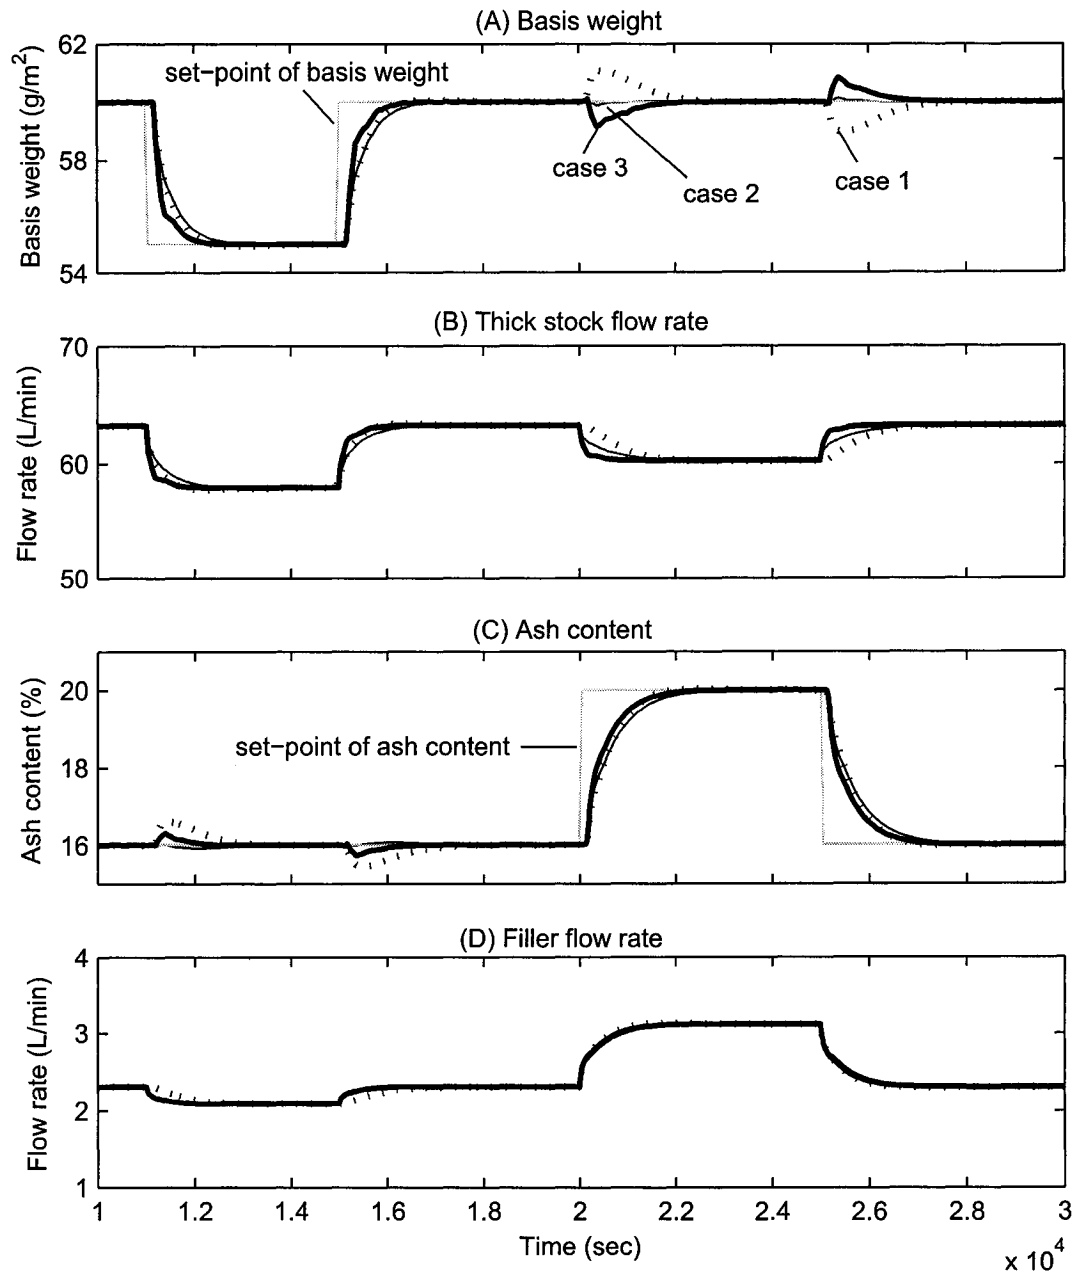 (A) Basis weight
62
58
54
Basis weight (g/m²)
set−point of basis weight
case 3
case 2
case 1
(B) Thick stock flow rate
70
60
50
Flow rate (L/min)
(C) Ash content
20
18
16
Ash content (%)
set−point of ash content
(D) Filler flow rate
4
3
2
1
Flow rate (L/min)
1 1.2 1.4 1.6 1.8 2 2.2 2.4 2.6 2.8 3
Time (sec)
x 10⁴